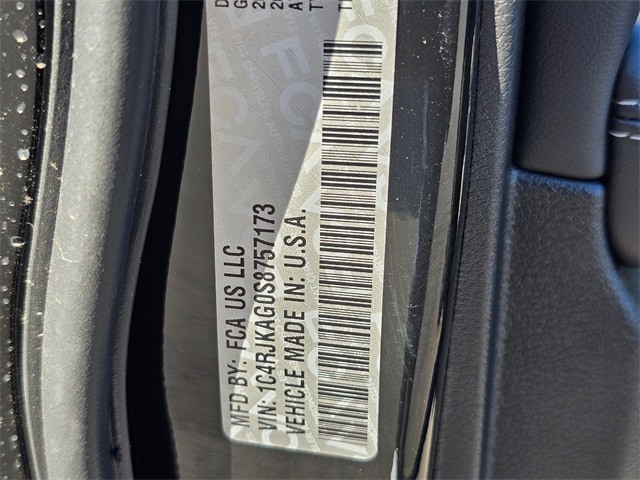 MFD BY: FCA US LLC
VIN: 1C4RJKAG0S8757173
VEHICLE MADE IN: U.S.A.